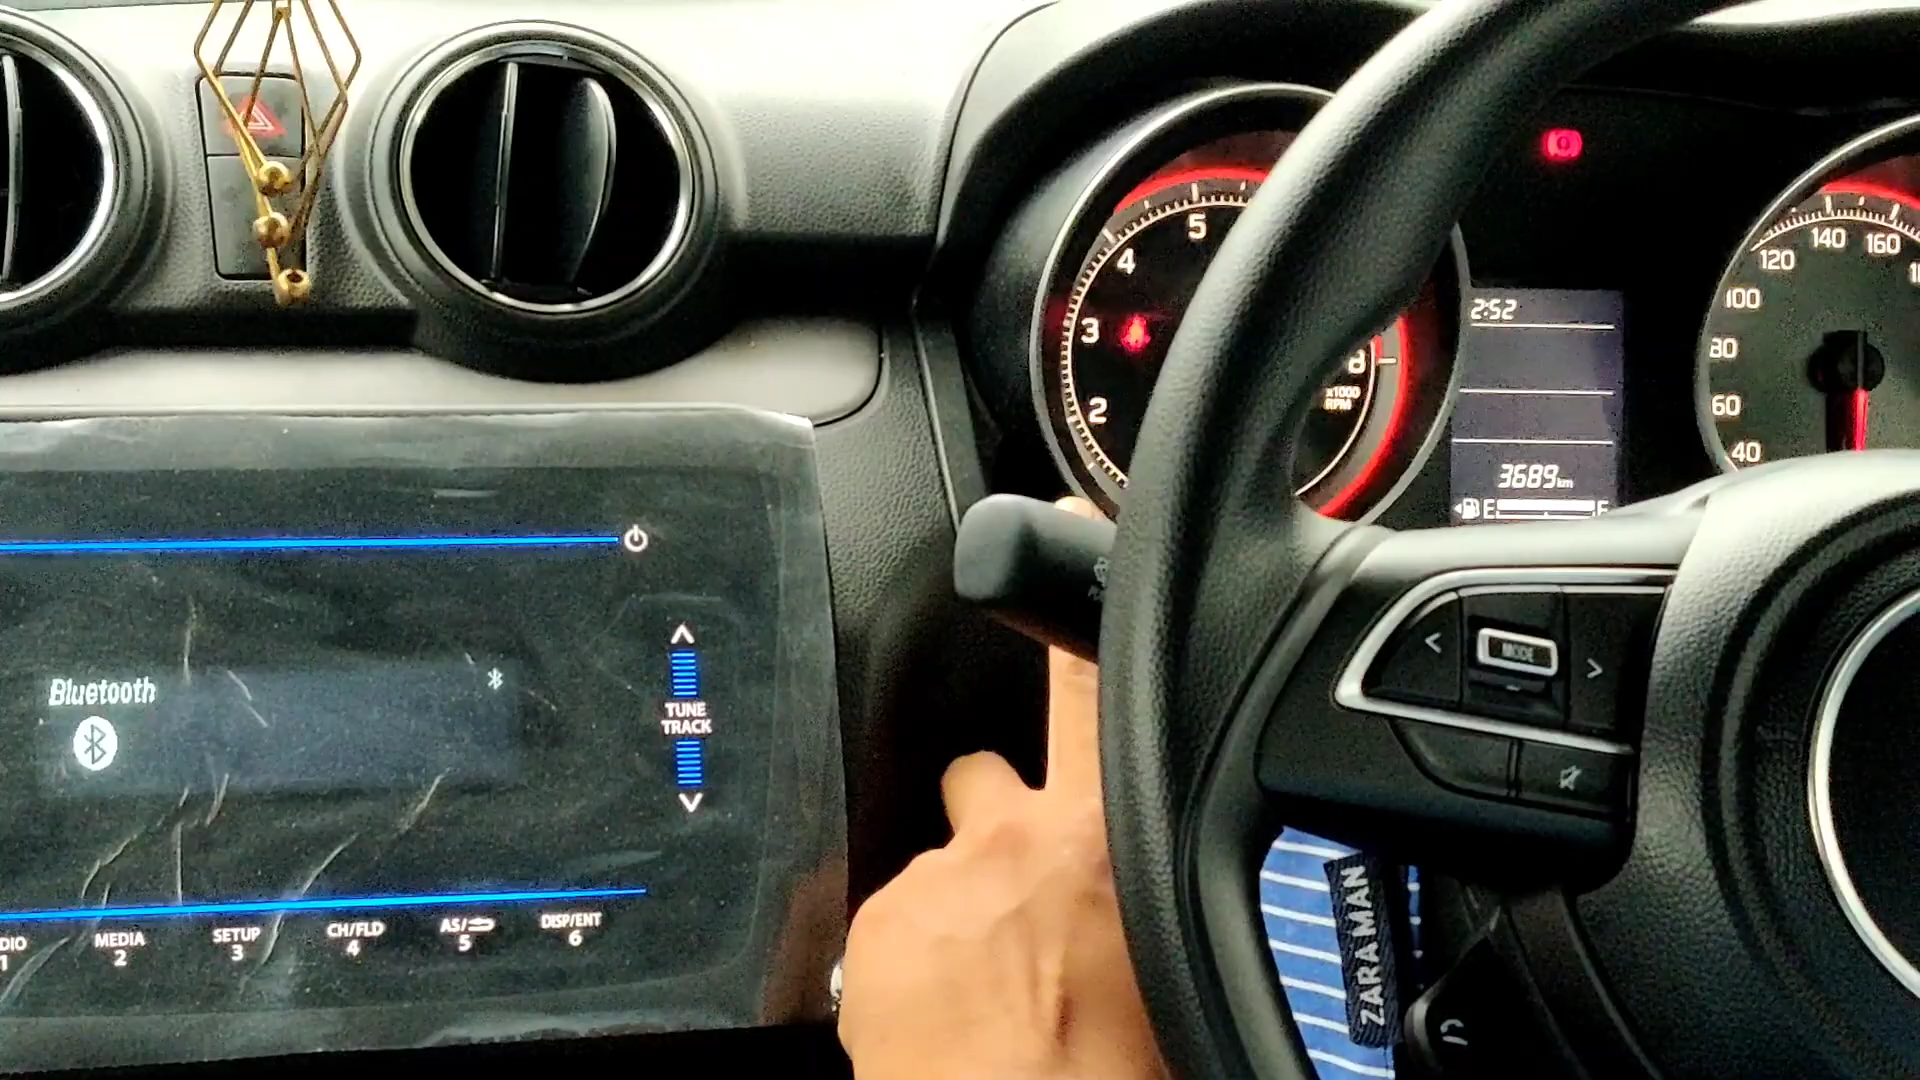 Bluetooth
TUNE
TRACK
DIO
1
MEDIA
2
SETUP
3
CH/FLD
4
AS/
5
DISP/ENT
6
5
4
3
2
8
x1000
RPM
2:52
3689km
E F
140
160
120
100
80
60
40
<
MODE
>
ZARA MAN